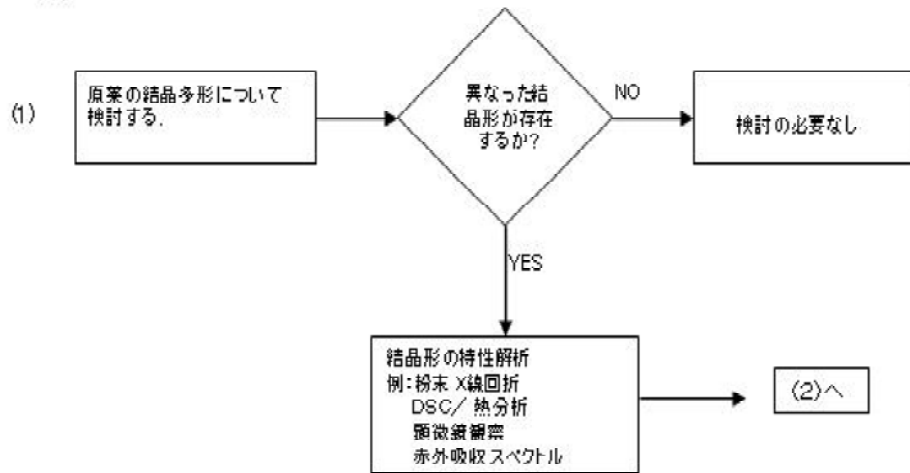 (1)
原薬の結晶多形について
検討する.
異なった結
晶形が存在
するか?
NO
検討の必要なし
YES
結晶形の特性解析
例:粉末 X線回折
DSC/ 熱分析
顕微鏡観察
赤外吸収スペクトル
(2)へ